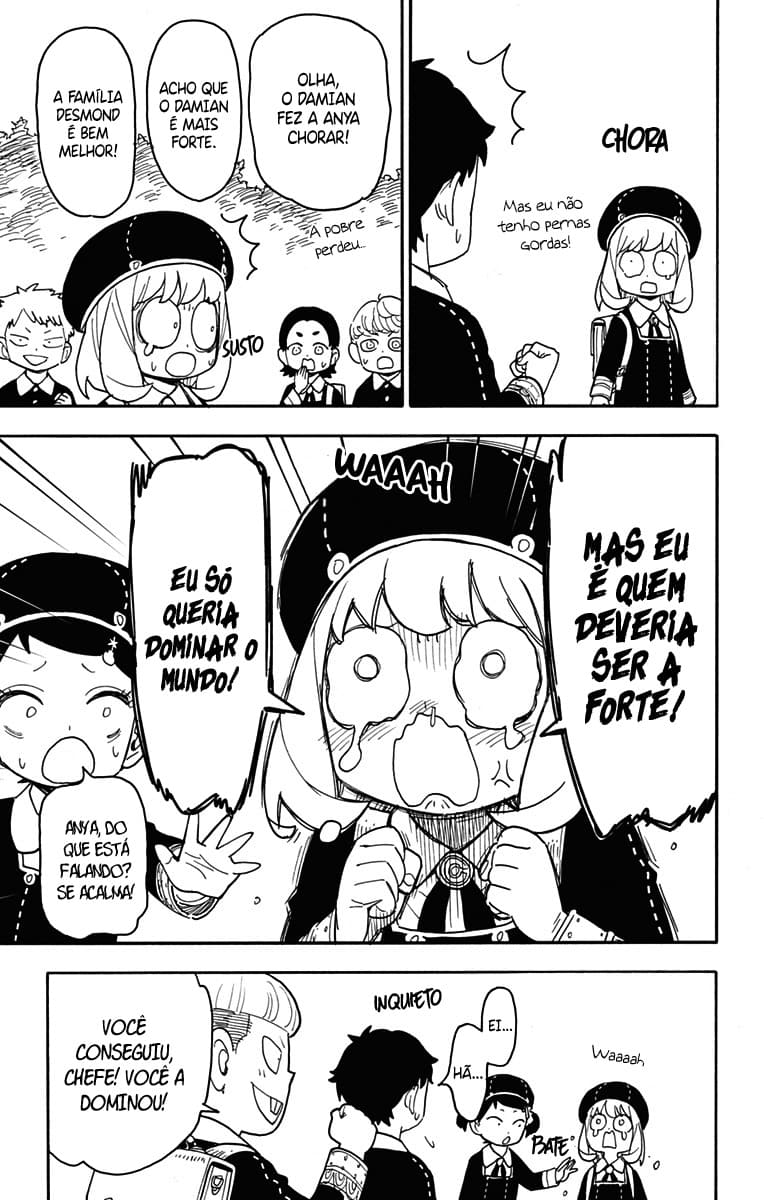 CHORA
Mas eu não
tenho pernas
Gordas!
OLHA,
O DAMIAN
FEZ A ANYA
CHORAR!
ACHO QUE
O DAMIAN
É MAIS
FORTE.
A FAMÍLIA
DESMOND
É BEM
MELHOR!
A pobre
perdeu...
SUSTO
MAS EU
É QUEM
DEVERIA
SER A
FORTE!
WAAAH
EU SÓ
QUERIA
DOMINAR O
MUNDO!
ANYA, DO
QUE ESTÁ
FALANDO?
SE ACALMA!
Waaaah
EI...
HÃ...
BATE
INQUIETO
VOCÊ
CONSEGUIU,
CHEFE! VOCÊ A
DOMINOU!